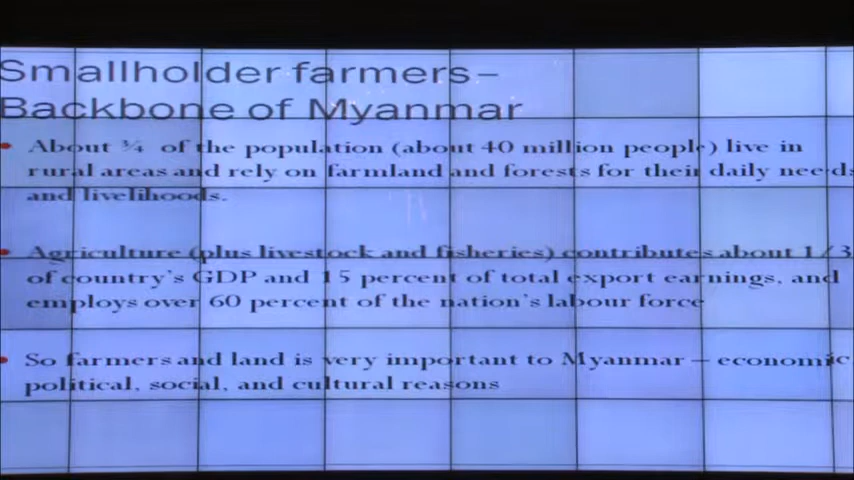 Smallholder farmers –
Backbone of Myanmar
• About ¾ of the population (about 40 million people) live in
rural areas and rely on farmland and forests for their daily needs
and livelihoods.
• Agriculture (plus livestock and fisheries) contributes about 1/3
of country's GDP and 15 percent of total export earnings, and
employs over 60 percent of the nation's labour force
• So farmers and land is very important to Myanmar – economic
political, social, and cultural reasons